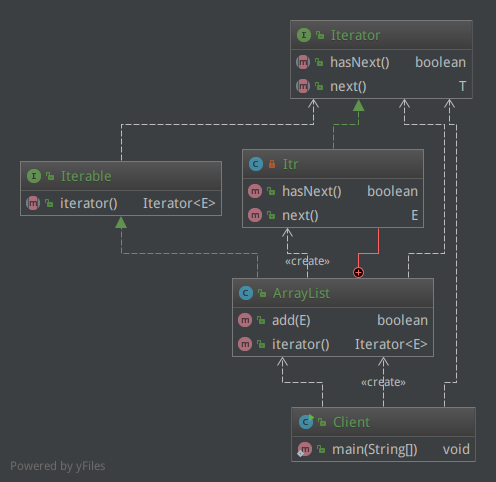 Iterator
hasNext() boolean
next() T
Iterable
iterator() Iterator<E>
Itr
hasNext() boolean
next() E
«create»
ArrayList
add(E) boolean
iterator() Iterator<E>
«create»
Client
main(String[]) void
Powered by yFiles